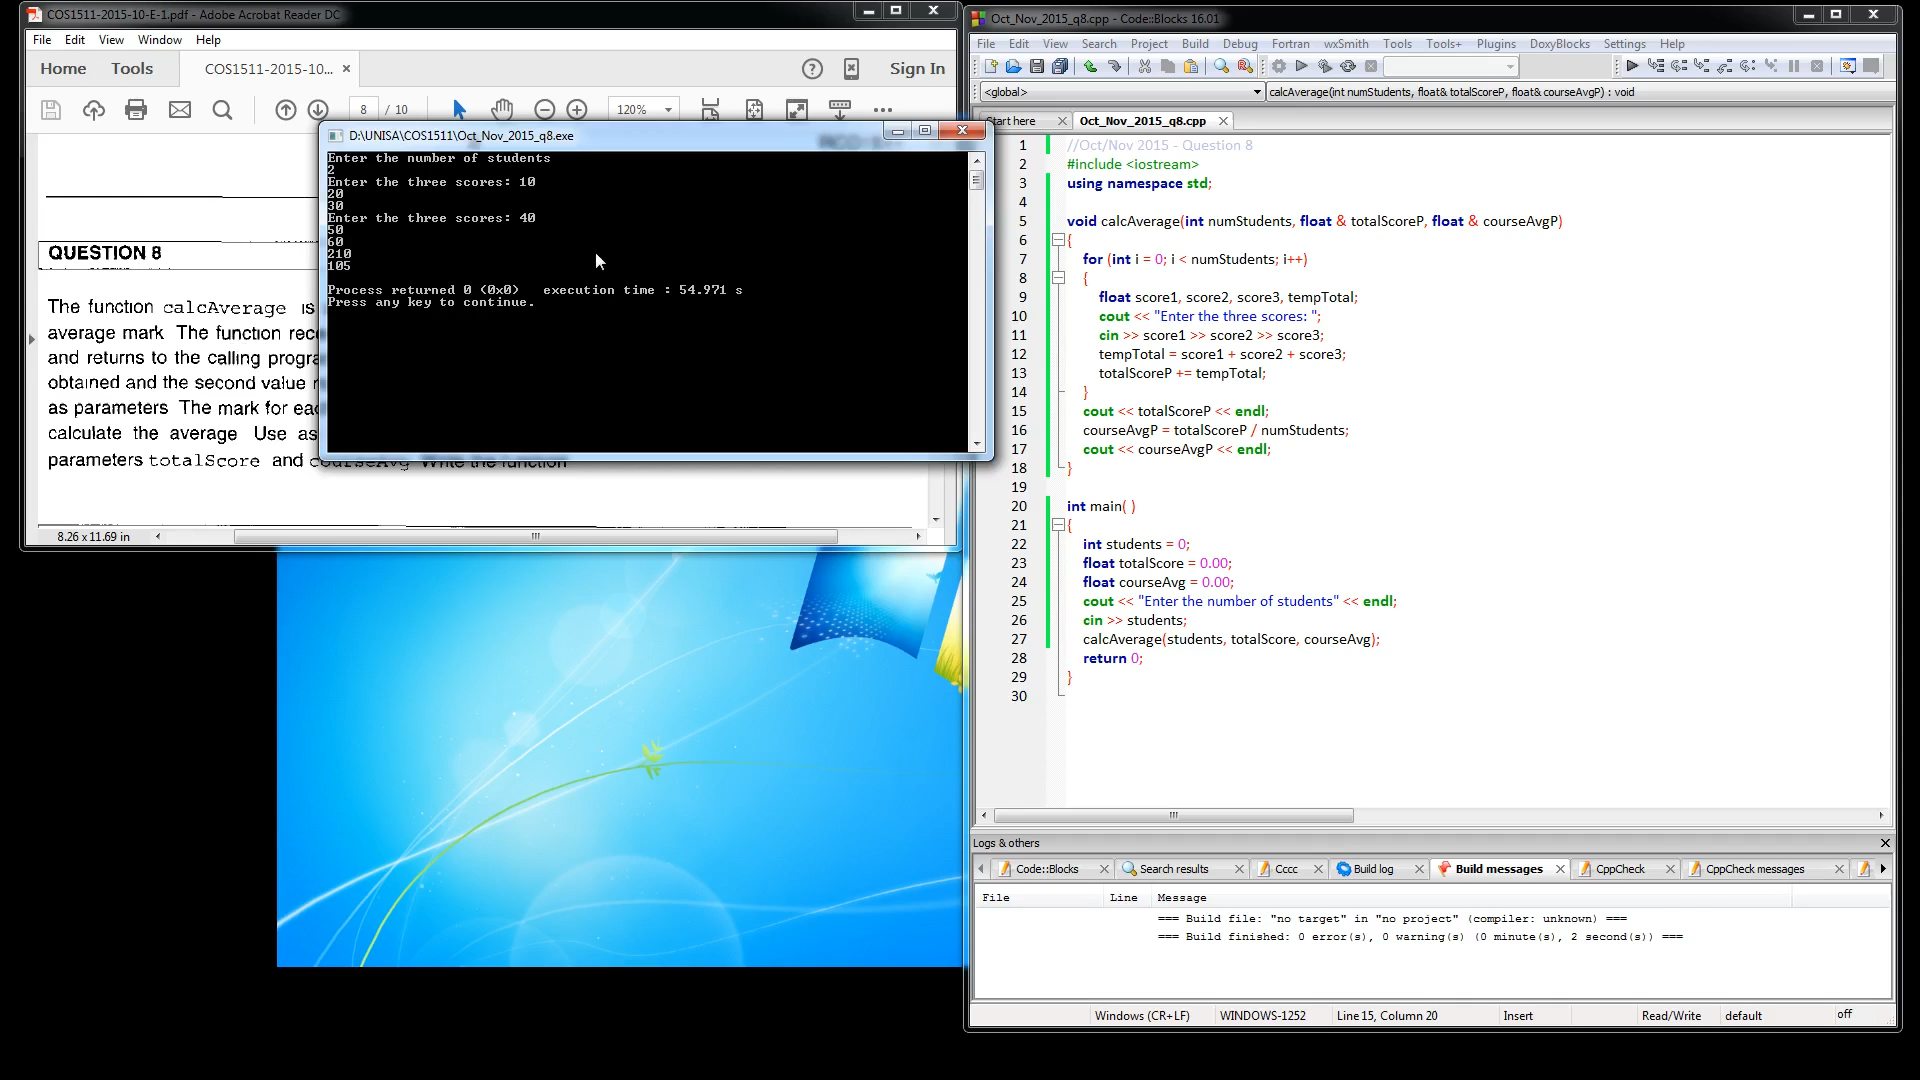 COS1511-2015-10-E-1.pdf - Adobe Acrobat Reader DC
File Edit View Window Help
Home Tools COS1511-2015-10... × Sign In
8 / 10 120%
QUESTION 8
The function calcAverage is
average mark The function rece
and returns to the calling progra
obtained and the second value
as parameters The mark for eac
calculate the average Use as
parameters totalScore and courseAvg Write the function
8.26 x 11.69 in
D:\UNISA\COS1511\Oct_Nov_2015_q8.exe
Enter the number of students
2
Enter the three scores: 10
20
30
Enter the three scores: 40
50
60
210
105
Process returned 0 (0x0)   execution time : 54.971 s
Press any key to continue.
Oct_Nov_2015_q8.cpp - Code::Blocks 16.01
File Edit View Search Project Build Debug Fortran wxSmith Tools Tools+ Plugins DoxyBlocks Settings Help
<global> calcAverage(int numStudents, float& totalScoreP, float& courseAvgP) : void
Start here Oct_Nov_2015_q8.cpp
1 //Oct/Nov 2015 - Question 8
2 #include <iostream>
3 using namespace std;
4
5 void calcAverage(int numStudents, float & totalScoreP, float & courseAvgP)
6 {
7 for (int i = 0; i < numStudents; i++)
8 {
9 float score1, score2, score3, tempTotal;
10 cout << "Enter the three scores: ";
11 cin >> score1 >> score2 >> score3;
12 tempTotal = score1 + score2 + score3;
13 totalScoreP += tempTotal;
14 }
15 cout << totalScoreP << endl;
16 courseAvgP = totalScoreP / numStudents;
17 cout << courseAvgP << endl;
18 }
19
20 int main( )
21 {
22 int students = 0;
23 float totalScore = 0.00;
24 float courseAvg = 0.00;
25 cout << "Enter the number of students" << endl;
26 cin >> students;
27 calcAverage(students, totalScore, courseAvg);
28 return 0;
29 }
30
Logs & others
Code::Blocks Search results Cccc Build log Build messages CppCheck CppCheck messages
File Line Message
=== Build file: "no target" in "no project" (compiler: unknown) ===
=== Build finished: 0 error(s), 0 warning(s) (0 minute(s), 2 second(s)) ===
Windows (CR+LF) WINDOWS-1252 Line 15, Column 20 Insert Read/Write default off